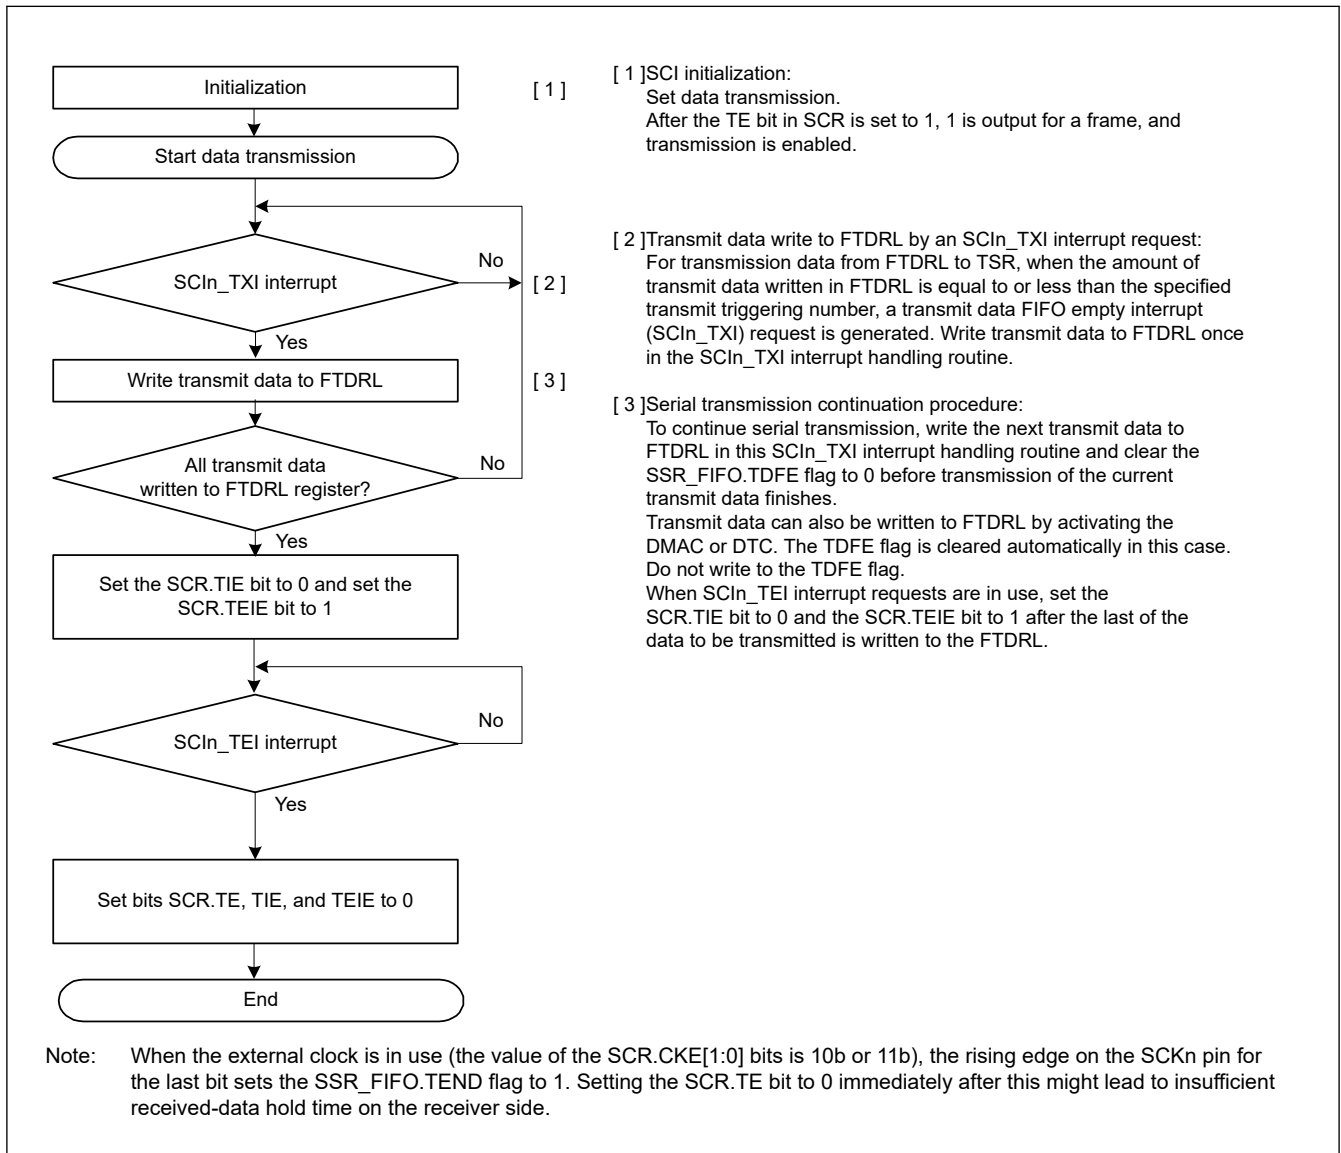 Initialization
[ 1 ]
[ 1 ]SCI initialization:
Set data transmission.
After the TE bit in SCR is set to 1, 1 is output for a frame, and
transmission is enabled.
Start data transmission
SCIn_TXI interrupt
No
[ 2 ]
[ 2 ]Transmit data write to FTDRL by an SCIn_TXI interrupt request:
For transmission data from FTDRL to TSR, when the amount of
transmit data written in FTDRL is equal to or less than the specified
transmit triggering number, a transmit data FIFO empty interrupt
(SCIn_TXI) request is generated. Write transmit data to FTDRL once
in the SCIn_TXI interrupt handling routine.
Yes
Write transmit data to FTDRL
[ 3 ]
[ 3 ]Serial transmission continuation procedure:
To continue serial transmission, write the next transmit data to
FTDRL in this SCIn_TXI interrupt handling routine and clear the
SSR_FIFO.TDFE flag to 0 before transmission of the current
transmit data finishes.
Transmit data can also be written to FTDRL by activating the
DMAC or DTC. The TDFE flag is cleared automatically in this case.
Do not write to the TDFE flag.
When SCIn_TEI interrupt requests are in use, set the
SCR.TIE bit to 0 and the SCR.TEIE bit to 1 after the last of the
data to be transmitted is written to the FTDRL.
All transmit data
written to FTDRL register?
No
Yes
Set the SCR.TIE bit to 0 and set the
SCR.TEIE bit to 1
SCIn_TEI interrupt
No
Yes
Set bits SCR.TE, TIE, and TEIE to 0
End
Note: When the external clock is in use (the value of the SCR.CKE[1:0] bits is 10b or 11b), the rising edge on the SCKn pin for
the last bit sets the SSR_FIFO.TEND flag to 1. Setting the SCR.TE bit to 0 immediately after this might lead to insufficient
received-data hold time on the receiver side.